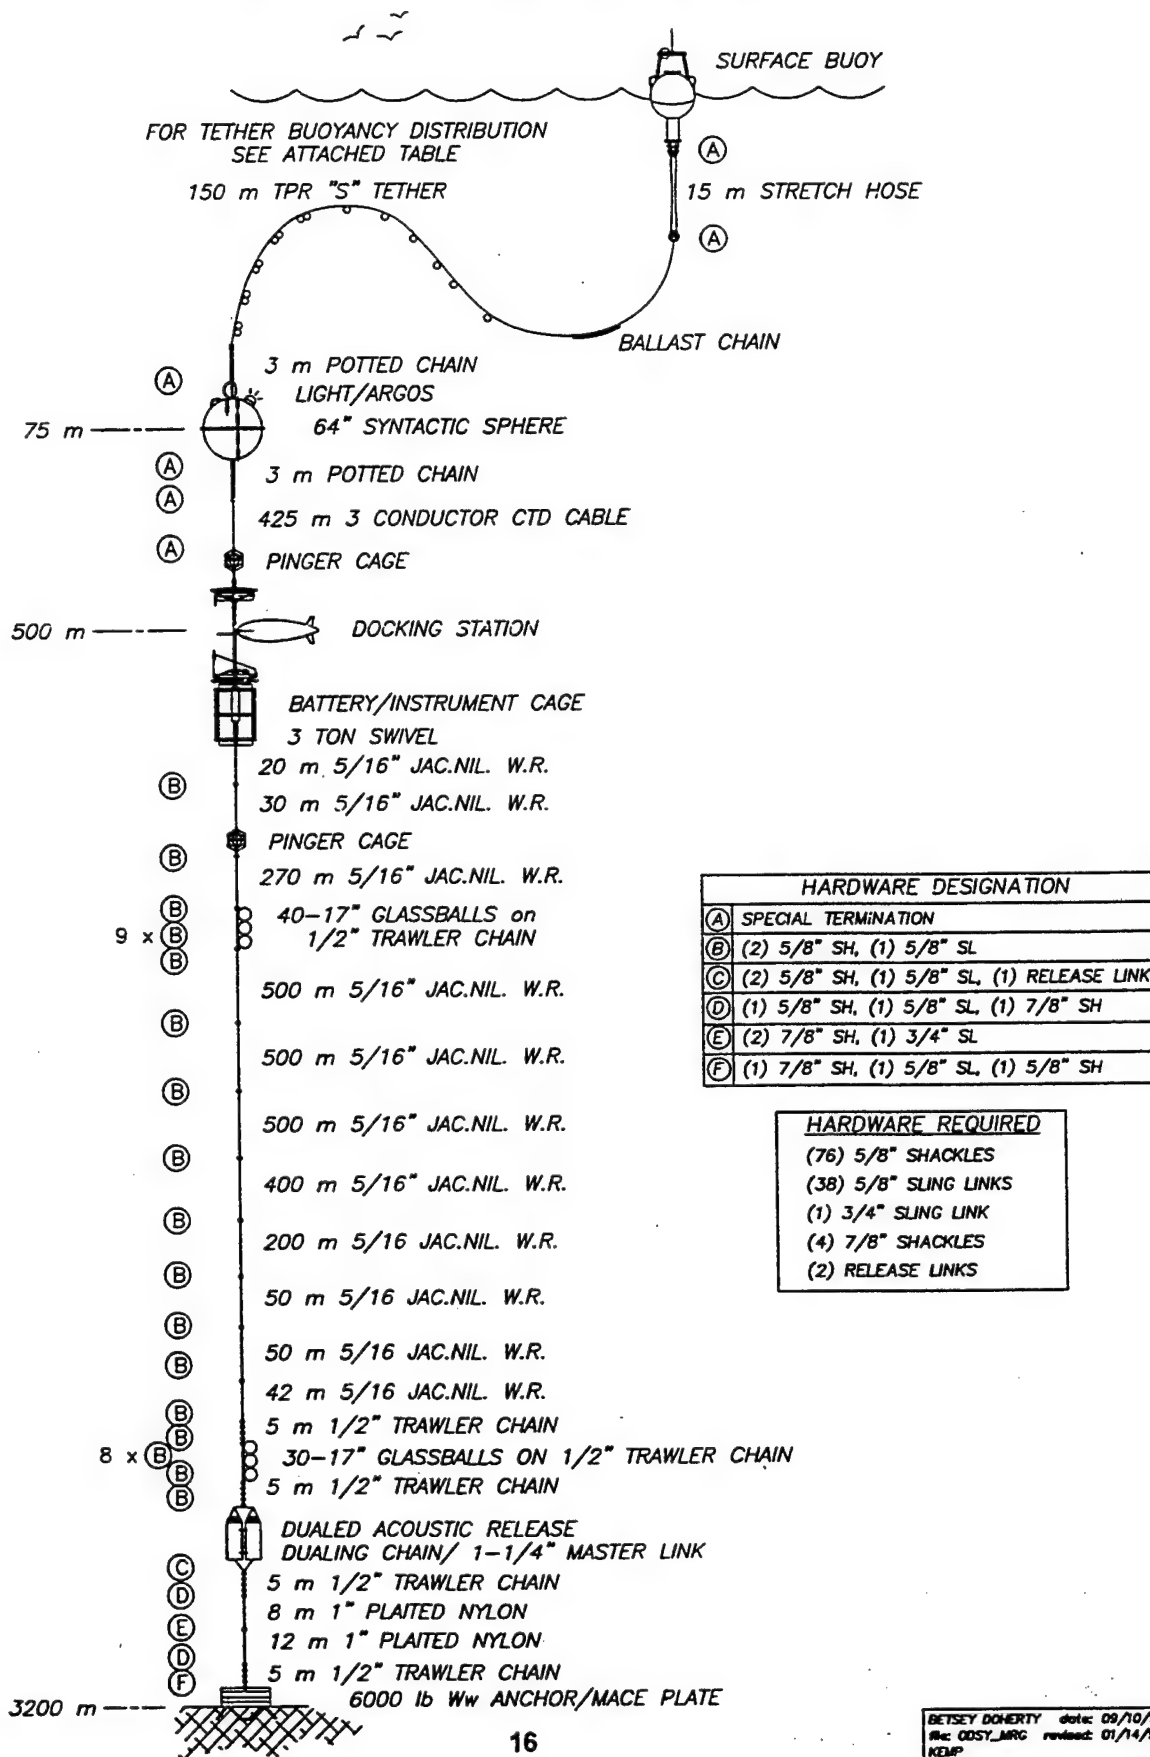 SURFACE BUOY
FOR TETHER BUOYANCY DISTRIBUTION
SEE ATTACHED TABLE
A
150 m TPR "S" TETHER
15 m STRETCH HOSE
A
BALLAST CHAIN
3 m POTTED CHAIN
A
LIGHT/ARGOS
64" SYNTACTIC SPHERE
75 m
A
3 m POTTED CHAIN
A
425 m 3 CONDUCTOR CTD CABLE
A
PINGER CAGE
500 m
DOCKING STATION
BATTERY/INSTRUMENT CAGE
3 TON SWIVEL
20 m 5/16" JAC.NIL. W.R.
B
30 m 5/16" JAC.NIL. W.R.
PINGER CAGE
B
270 m 5/16" JAC.NIL. W.R.
B
40-17" GLASSBALLS on
9 x B
1/2" TRAWLER CHAIN
B
500 m 5/16" JAC.NIL. W.R.
B
500 m 5/16" JAC.NIL. W.R.
B
500 m 5/16" JAC.NIL. W.R.
B
400 m 5/16" JAC.NIL. W.R.
B
200 m 5/16 JAC.NIL. W.R.
B
50 m 5/16 JAC.NIL. W.R.
B
50 m 5/16 JAC.NIL. W.R.
B
42 m 5/16 JAC.NIL. W.R.
B
5 m 1/2" TRAWLER CHAIN
B
8 x B
30-17" GLASSBALLS ON 1/2" TRAWLER CHAIN
B
5 m 1/2" TRAWLER CHAIN
B
DUALED ACOUSTIC RELEASE
DUALING CHAIN/ 1-1/4" MASTER LINK
C
5 m 1/2" TRAWLER CHAIN
D
8 m 1" PLAITED NYLON
E
12 m 1" PLAITED NYLON
D
5 m 1/2" TRAWLER CHAIN
F
6000 lb Ww ANCHOR/MACE PLATE
3200 m
HARDWARE DESIGNATION
A SPECIAL TERMINATION
B (2) 5/8" SH, (1) 5/8" SL
C (2) 5/8" SH, (1) 5/8" SL, (1) RELEASE LINK
D (1) 5/8" SH, (1) 5/8" SL, (1) 7/8" SH
E (2) 7/8" SH, (1) 3/4" SL
F (1) 7/8" SH, (1) 5/8" SL, (1) 5/8" SH
HARDWARE REQUIRED
(76) 5/8" SHACKLES
(38) 5/8" SLING LINKS
(1) 3/4" SLING LINK
(4) 7/8" SHACKLES
(2) RELEASE LINKS
16
BETSEY DOHERTY date: 09/10/
file: ODSY_MRG revised: 01/14/
KEMP